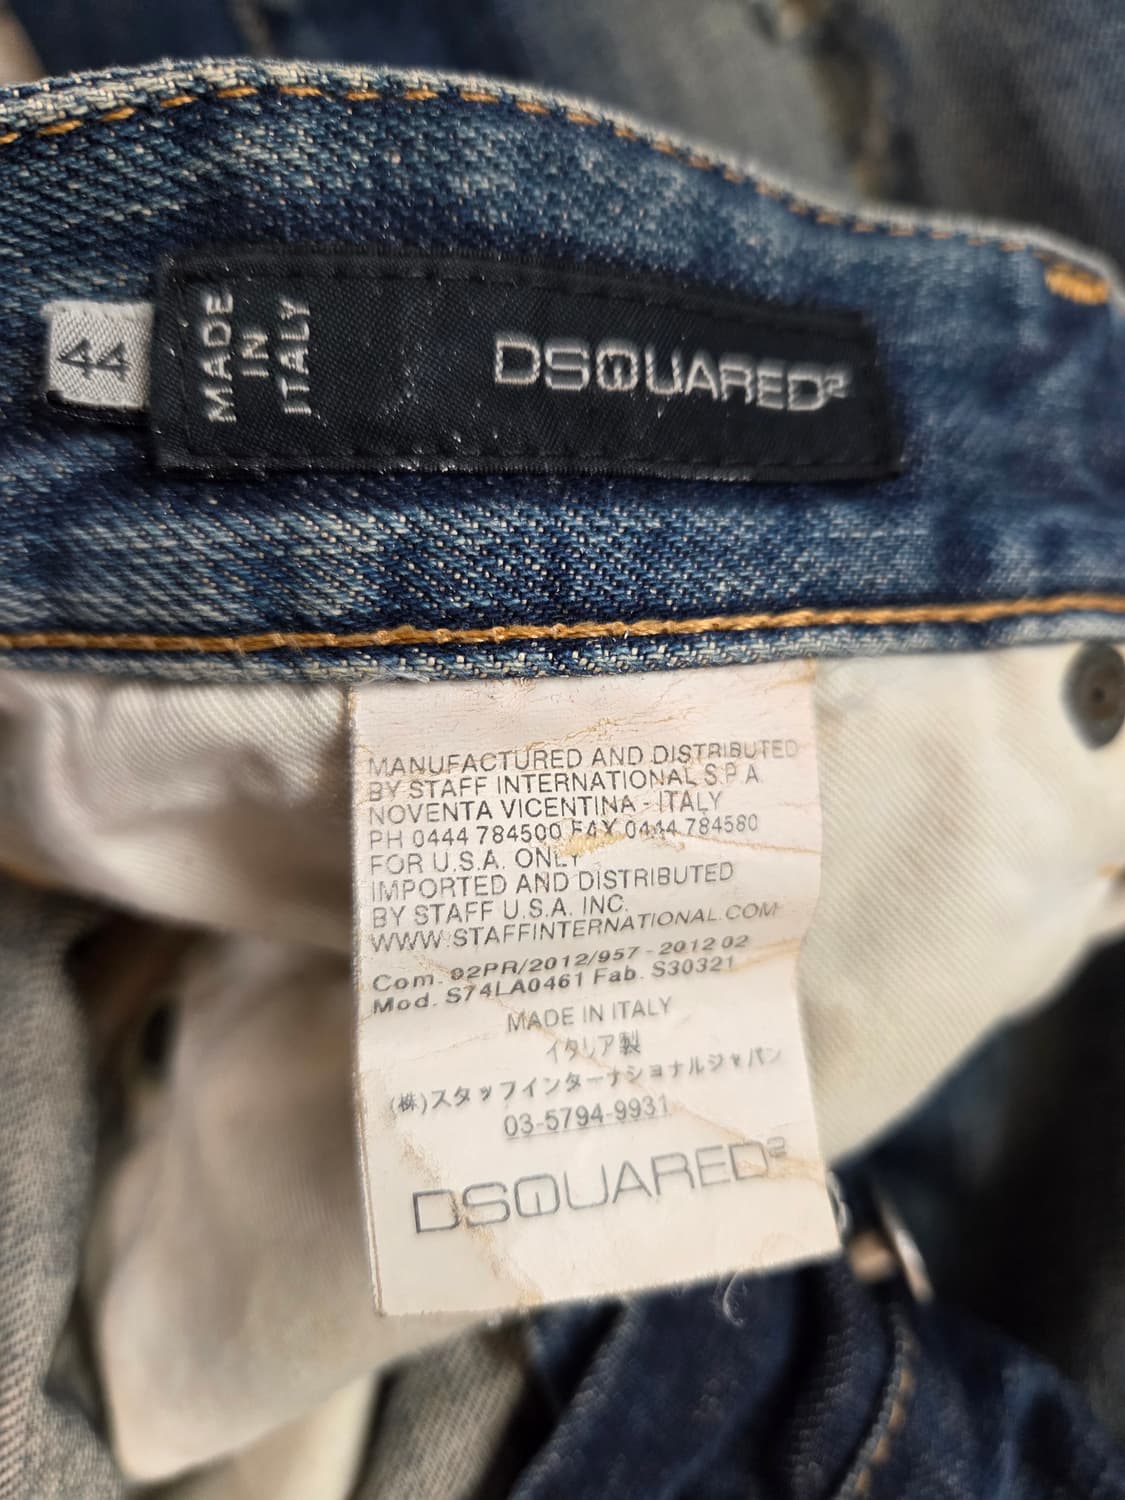 44
MADE
IN
ITALY
DSQUARED²
MANUFACTURED AND DISTRIBUTED
BY STAFF INTERNATIONAL S.P.A.
NOVENTA VICENTINA - ITALY
PH 0444 784500 FAX 0444 784580
FOR U.S.A. ONLY
IMPORTED AND DISTRIBUTED
BY STAFF U.S.A. INC.
WWW.STAFFINTERNATIONAL.COM
Com. 02PR/2012/957 - 2012 02
Mod. S74LA0461 Fab. S30321
MADE IN ITALY
イタリア製
(株)スタッフインターナショナルジャパン
03-5794-9931
DSQUARED²